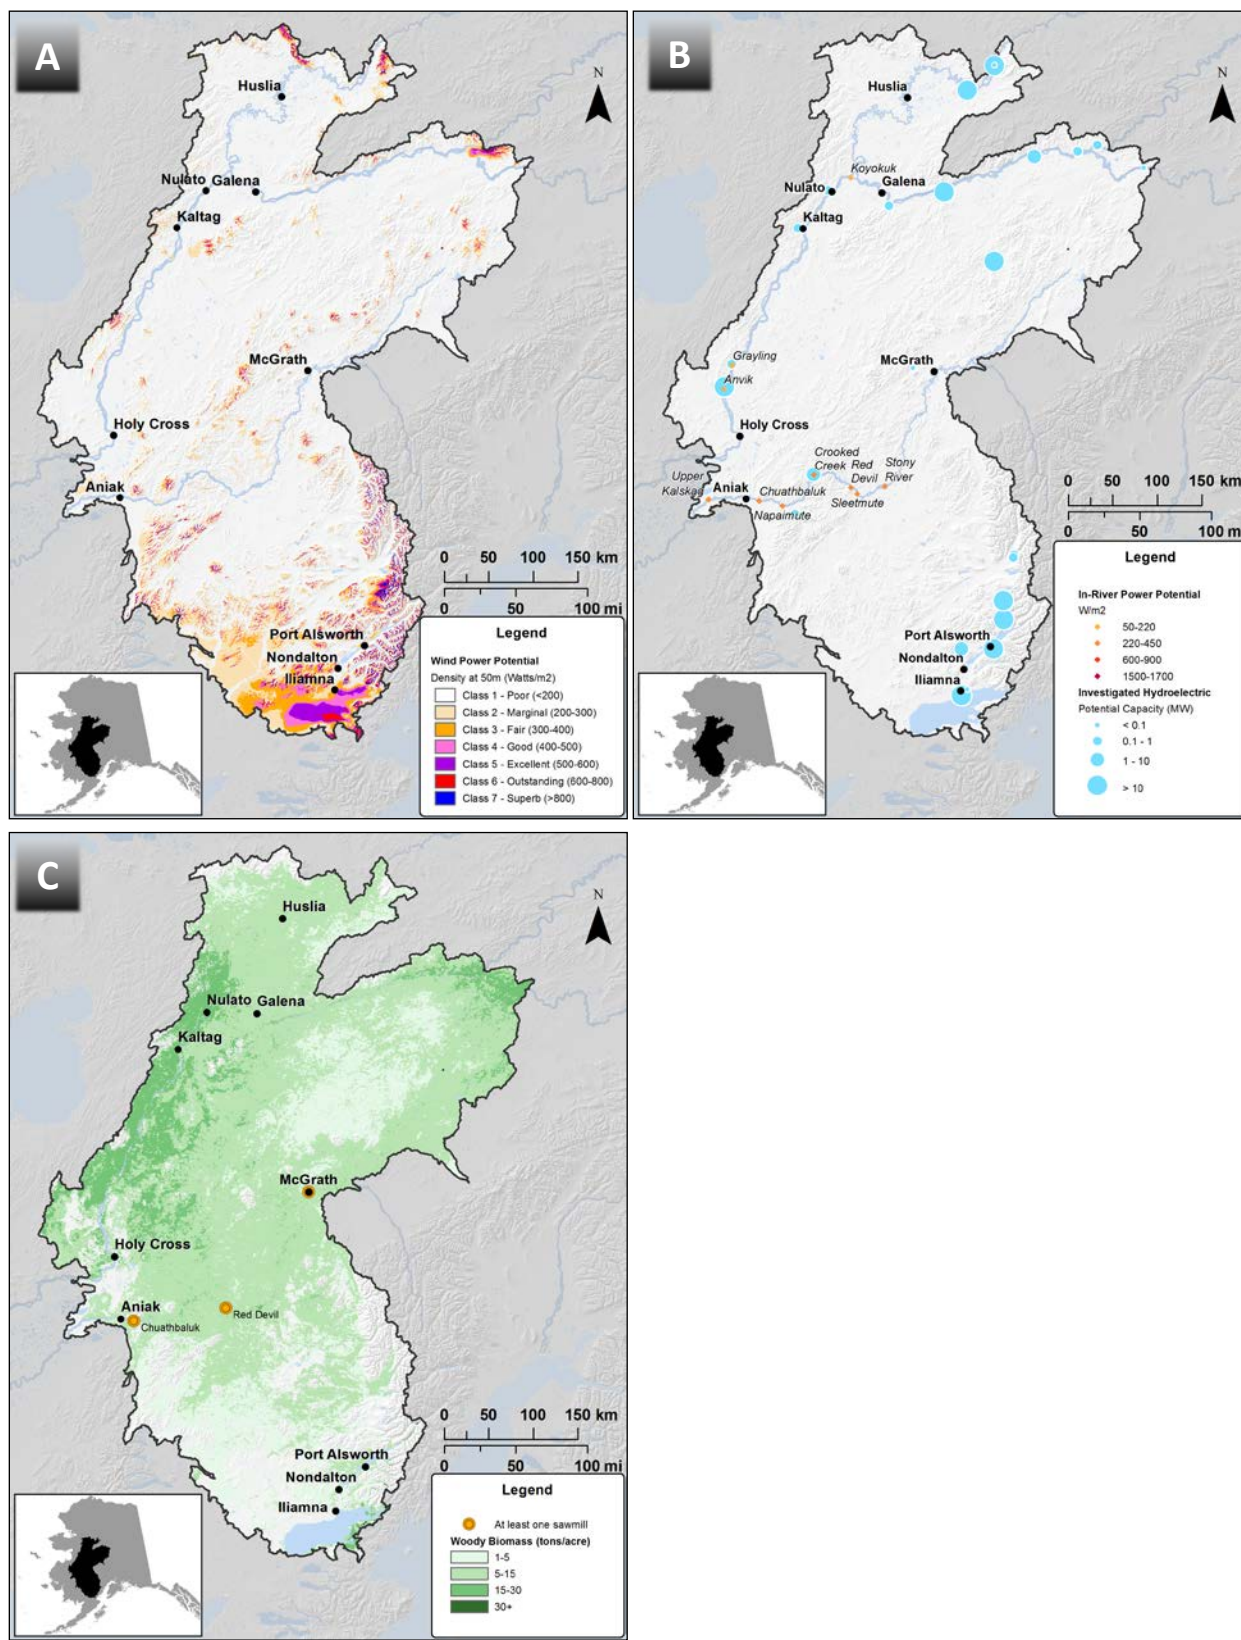 A
N
Huslia
Nulato Galena
Kaltag
McGrath
Holy Cross
Aniak
0 50 100 150 km
0 50 100 mi
Port Alsworth
Nondalton
Iliamna
Legend
Wind Power Potential
Density at 50m (Watts/m2)
Class 1 - Poor (<200)
Class 2 - Marginal (200-300)
Class 3 - Fair (300-400)
Class 4 - Good (400-500)
Class 5 - Excellent (500-600)
Class 6 - Outstanding (600-800)
Class 7 - Superb (>800)
B
N
Huslia
Koyokuk
Nulato
Galena
Kaltag
Grayling
McGrath
Anvik
Holy Cross
Crooked
Creek
Red
Devil
Stony
River
Upper
Kalskag
Aniak
Chuathbaluk
Sleetmute
Napaimute
0 50 100 150 km
0 50 100 mi
Port Alsworth
Nondalton
Iliamna
Legend
In-River Power Potential
W/m2
50-220
220-450
600-900
1500-1700
Investigated Hydroelectric
Potential Capacity (MW)
< 0.1
0.1 - 1
1 - 10
> 10
C
N
Huslia
Nulato Galena
Kaltag
McGrath
Holy Cross
Aniak
Red Devil
Chuathbaluk
0 50 100 150 km
0 50 100 mi
Port Alsworth
Nondalton
Iliamna
Legend
At least one sawmill
Woody Biomass (tons/acre)
1-5
5-15
15-30
30+